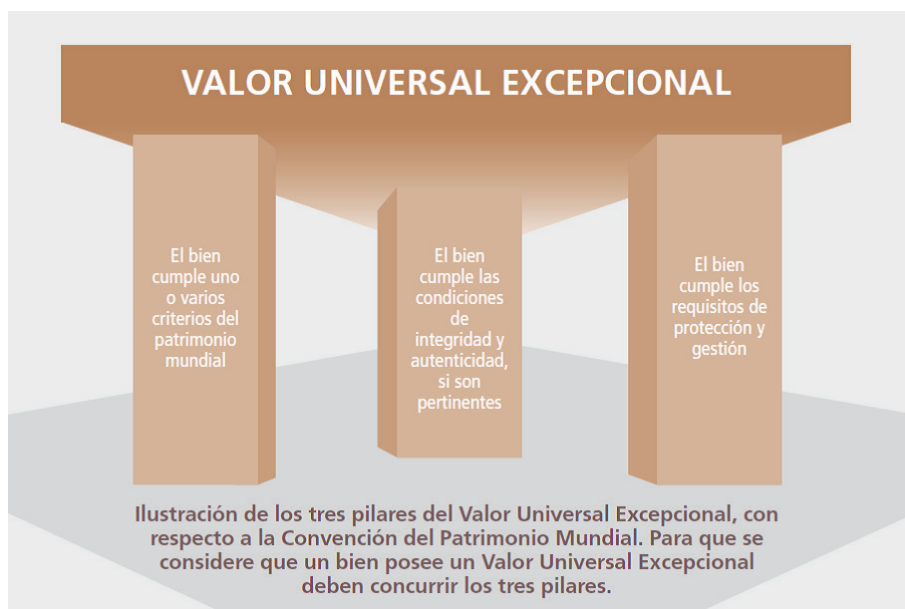 VALOR UNIVERSAL EXCEPCIONAL
El bien
cumple uno
o varios
criterios del
patrimonio
mundial
El bien
cumple las
condiciones
de
integridad y
autenticidad,
si son
pertinentes
El bien
cumple los
requisitos de
protección y
gestión
Ilustración de los tres pilares del Valor Universal Excepcional, con
respecto a la Convención del Patrimonio Mundial. Para que se
considere que un bien posee un Valor Universal Excepcional
deben concurrir los tres pilares.